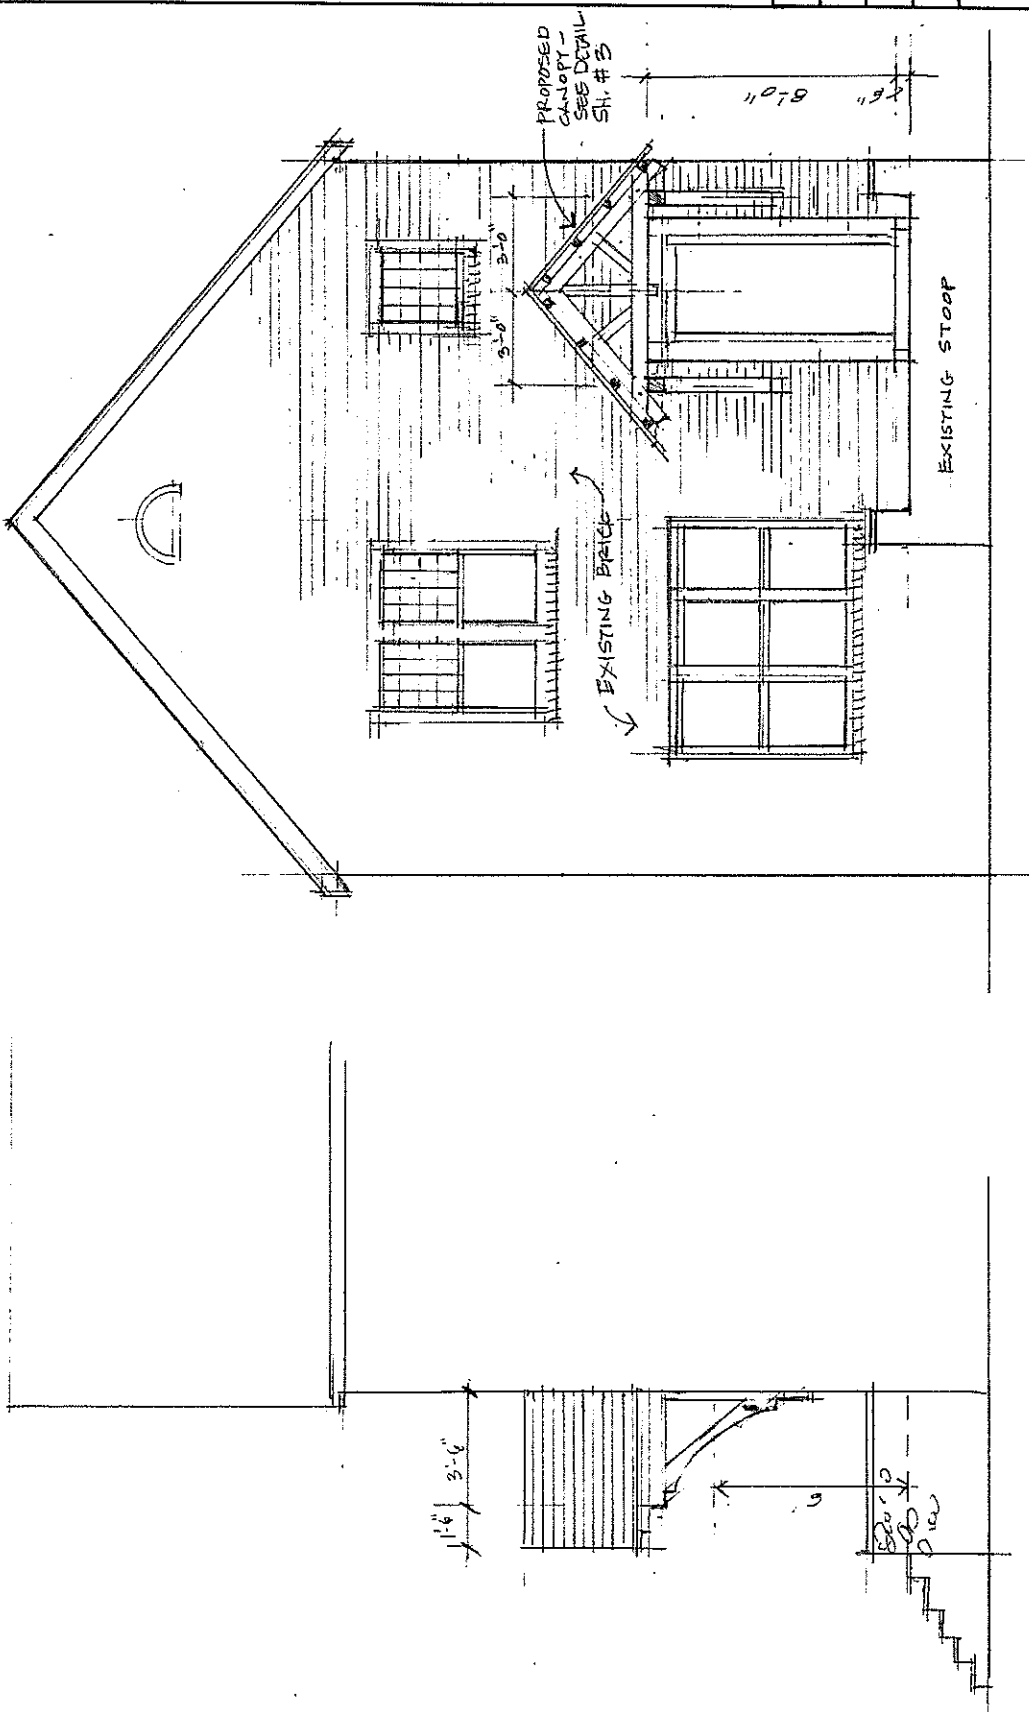 PROPOSED
CANOPY -
SEE DETAIL
SH. #3
8'-0"
3'-0"
3'-0"
EXISTING BRICK
EXISTING STOOP
3'-6"
1'-6"